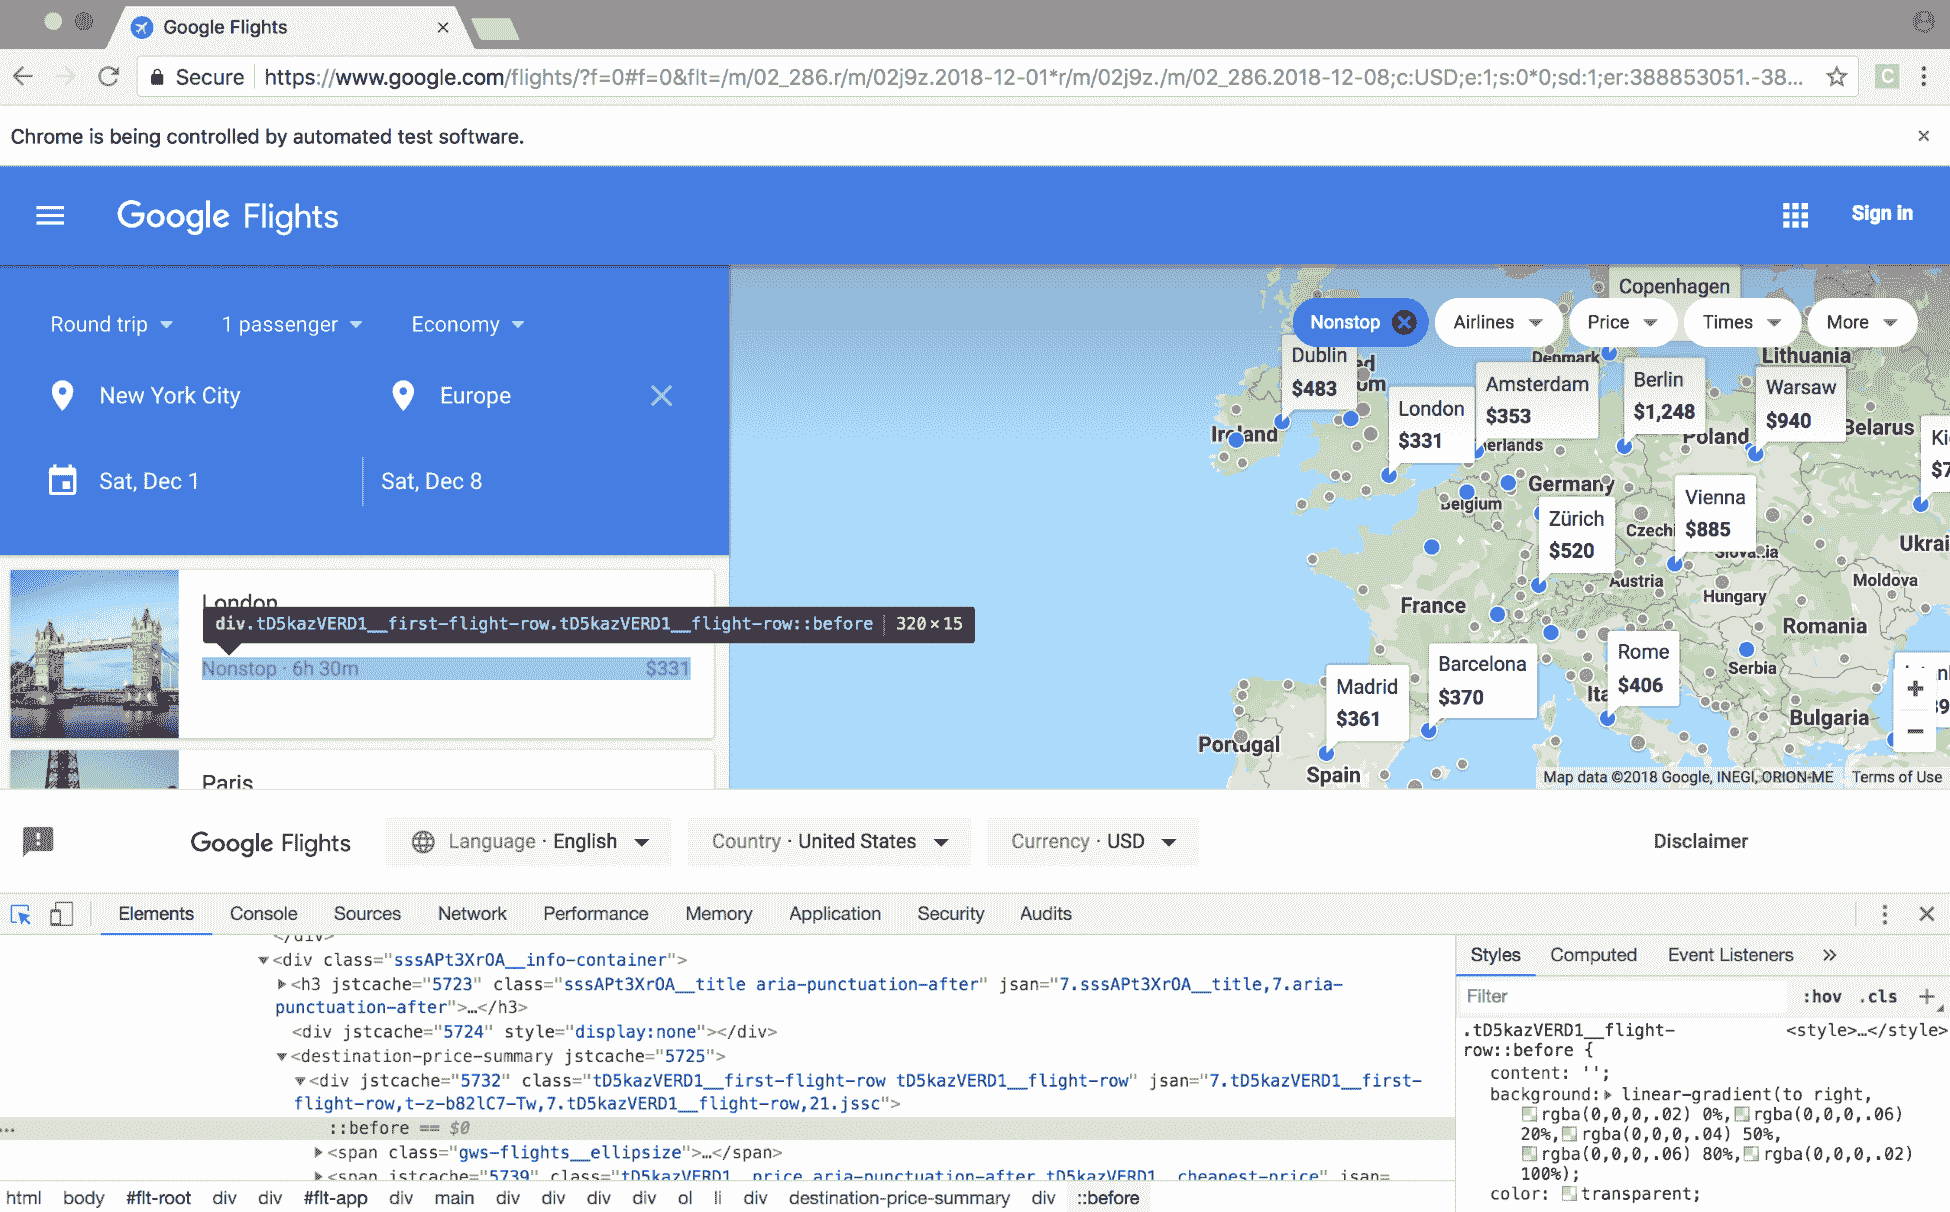 Google Flights
Secure https://www.google.com/flights/?f=0#f=0&flt=/m/02_286.r/m/02j9z.2018-12-01*r/m/02j9z./m/02_286.2018-12-08;c:USD;e:1;s:0*0;sd:1;er:388853051.-38...
C
Chrome is being controlled by automated test software.
Google Flights
Sign in
Round trip 1 passenger Economy
New York City Europe
Sat, Dec 1 Sat, Dec 8
London
div.tD5kazVERD1__first-flight-row.tD5kazVERD1__flight-row::before 320×15
Nonstop · 6h 30m $331
Paris
Copenhagen
Nonstop Airlines Price Times More
Denmark
Lithuania
Dublin
$483
London
$331
Amsterdam
$353
Berlin
$1,248
Warsaw
$940
Ireland
Poland
Belarus
Germany
Belgium
Zürich
$520
Vienna
$885
Slovakia
Austria
Hungary
Moldova
France
Romania
Serbia
Barcelona
$370
Rome
$406
Madrid
$361
Bulgaria
Portugal
Spain
+
−
Map data ©2018 Google, INEGI, ORION-ME Terms of Use
Google Flights Language · English Country · United States Currency · USD Disclaimer
Elements Console Sources Network Performance Memory Application Security Audits
</div>
<div class="sssAPt3XrOA__info-container">
<h3 jstcache="5723" class="sssAPt3XrOA__title aria-punctuation-after" jsan="7.sssAPt3XrOA__title,7.aria-
punctuation-after">…</h3>
<div jstcache="5724" style="display:none"></div>
<destination-price-summary jstcache="5725">
<div jstcache="5732" class="tD5kazVERD1__first-flight-row tD5kazVERD1__flight-row" jsan="7.tD5kazVERD1__first-
flight-row,t-z-b82lC7-Tw,7.tD5kazVERD1__flight-row,21.jssc">
... ::before == $0
<span class="gws-flights__ellipsize">…</span>
<span jstcache="5739" class="tD5kazVERD1__price aria-punctuation-after tD5kazVERD1__cheapest-price" jsan=
html body #flt-root div div #flt-app div main div div div div ol li div destination-price-summary div ::before
Styles Computed Event Listeners »
Filter :hov .cls +
.tD5kazVERD1__flight- <style>…</style>
row::before {
content: '';
background: linear-gradient(to right,
rgba(0,0,0,.02) 0%, rgba(0,0,0,.06)
20%, rgba(0,0,0,.04) 50%,
rgba(0,0,0,.06) 80%, rgba(0,0,0,.02)
100%);
color: transparent;